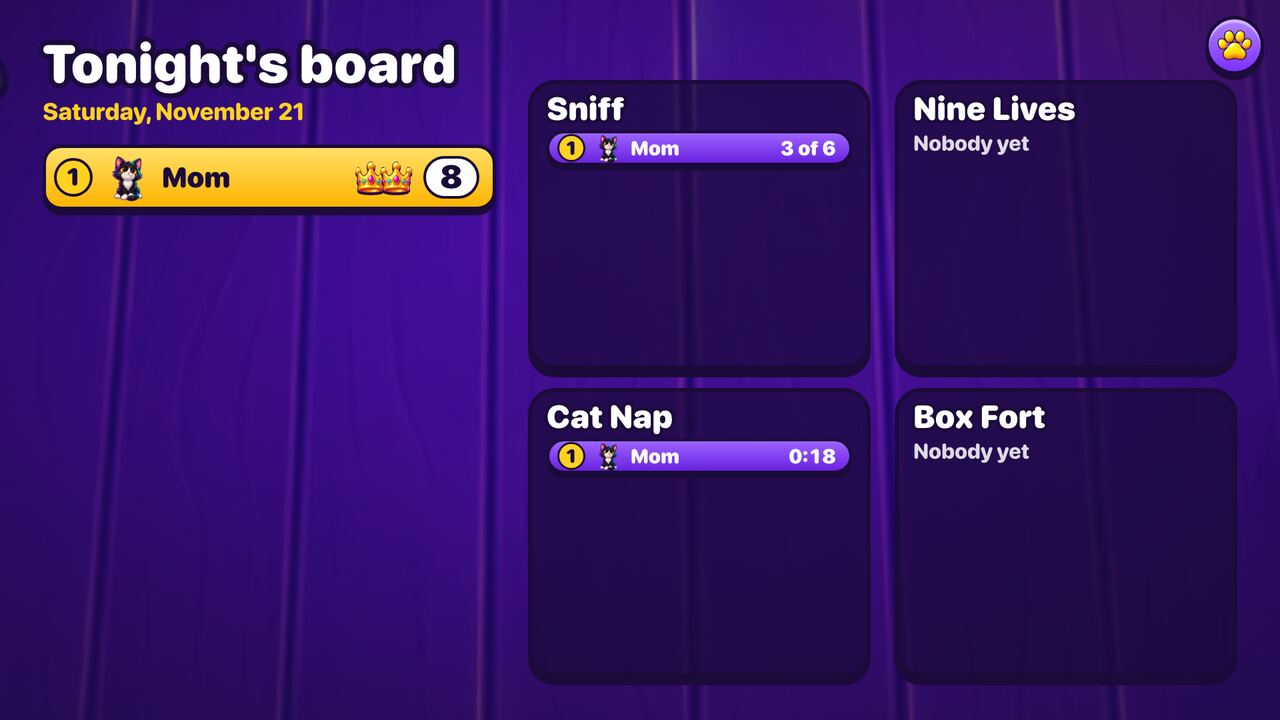 Tonight's board
Saturday, November 21
1 Mom 8
Sniff
1 Mom 3 of 6
Nine Lives
Nobody yet
Cat Nap
1 Mom 0:18
Box Fort
Nobody yet